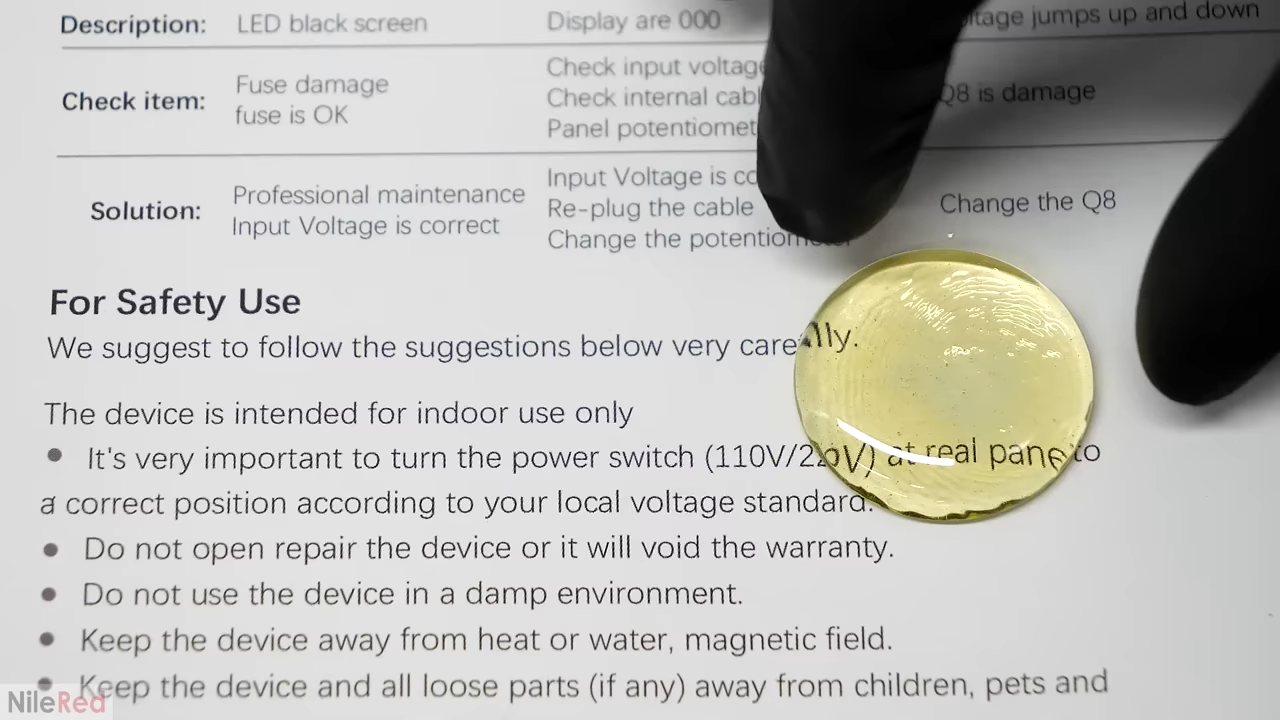 Description: LED black screen Display are 000 jumps up and down
Check item: Fuse damage Check input voltage
fuse is OK Check internal Q8 is damage
Panel
Solution: Professional maintenance Input Voltage is
Input Voltage is correct Re-plug the cable Change the Q8
Change the
For Safety Use
We suggest to follow the suggestions below very carefully.
The device is intended for indoor use only
• It's very important to turn the power switch (110V/220V) at real pane to
a correct position according to your local voltage standard.
• Do not open repair the device or it will void the warranty.
• Do not use the device in a damp environment.
• Keep the device away from heat or water, magnetic field.
• Keep the device and all loose parts (if any) away from children, pets and
NileRed